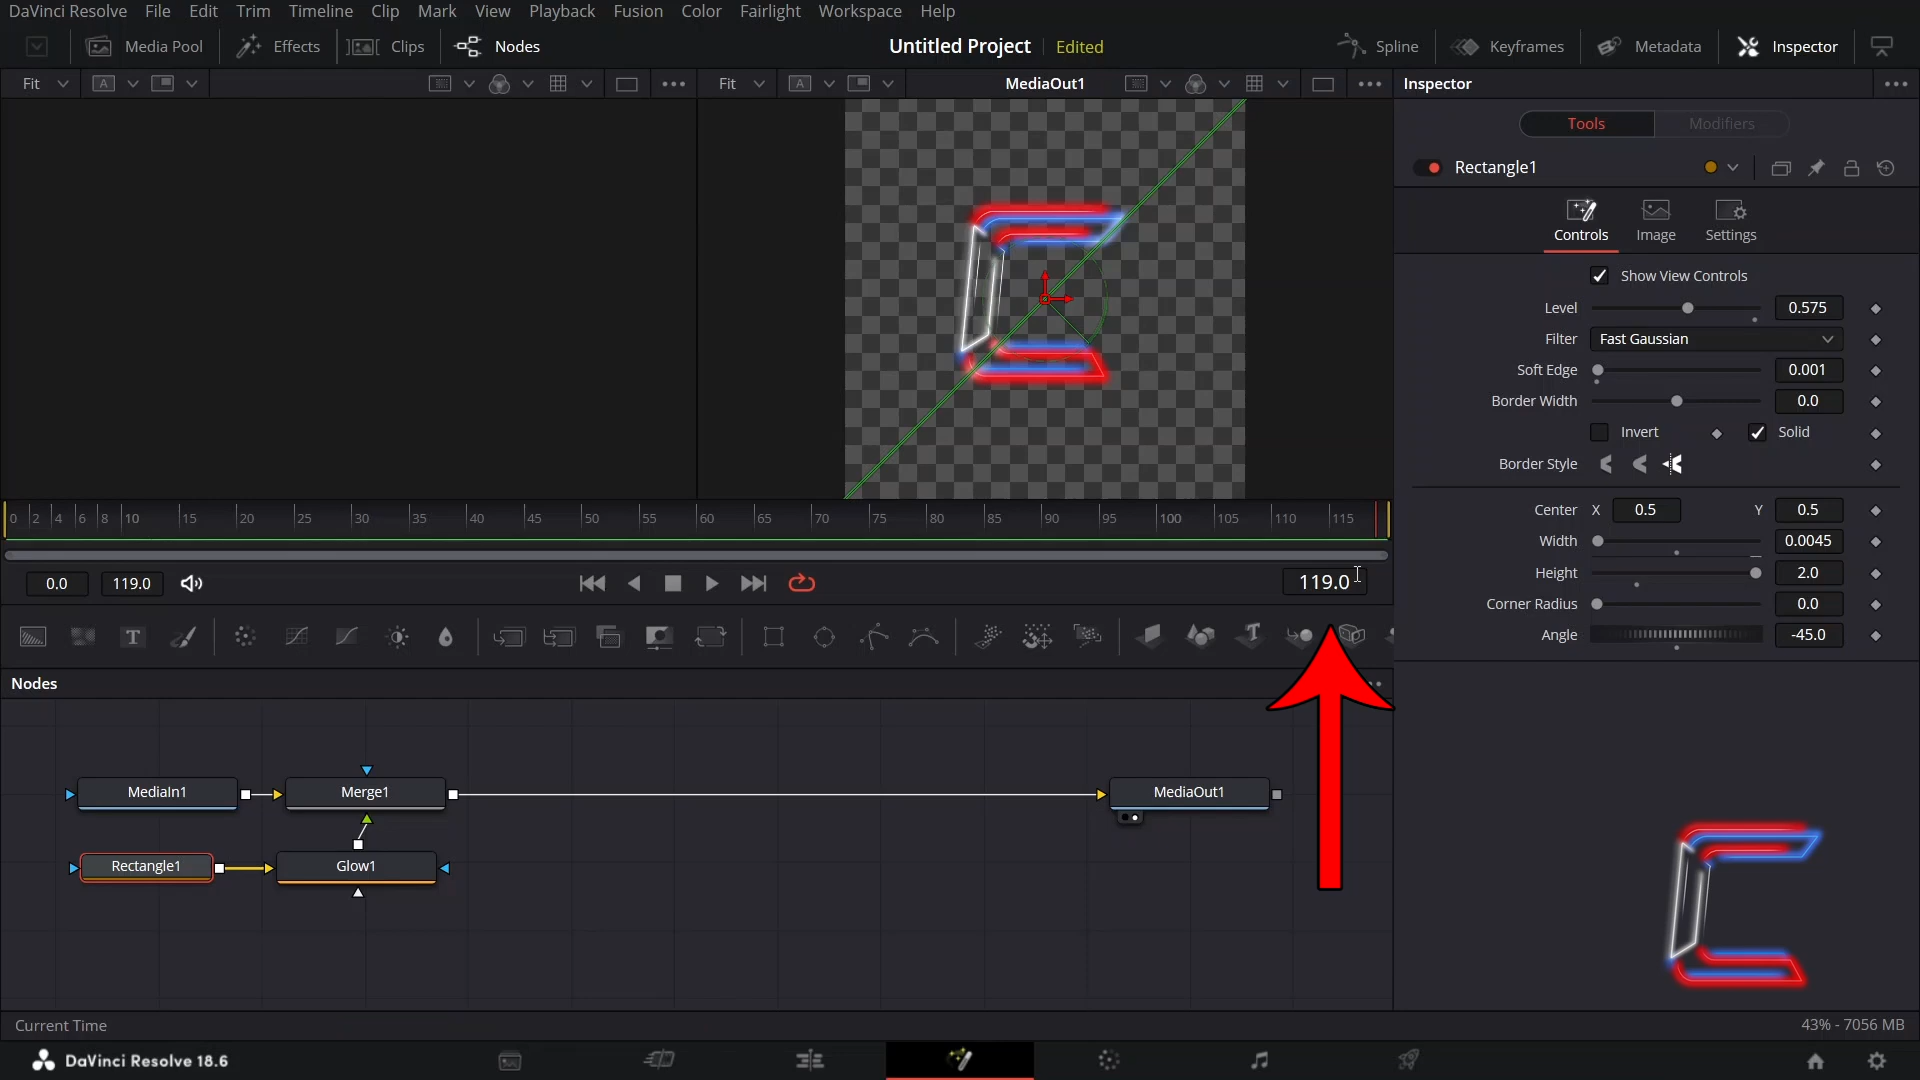 DaVinci Resolve File Edit Trim Timeline Clip Mark View Playback Fusion Color Fairlight Workspace Help
Media Pool Effects Clips Nodes Untitled Project Edited Spline Keyframes Metadata Inspector
Fit A Fit A MediaOut1 Inspector
Tools Modifiers
Rectangle1
Controls Image Settings
Show View Controls
Level 0.575
Filter Fast Gaussian
Soft Edge 0.001
Border Width 0.0
Invert Solid
Border Style
Center X 0.5 Y 0.5
Width 0.0045
Height 2.0
Corner Radius 0.0
Angle -45.0
0 2 4 6 8 10 15 20 25 30 35 40 45 50 55 60 65 70 75 80 85 90 95 100 105 110 115
0.0 119.0 119.0
T T
Nodes
MediaIn1 Merge1 MediaOut1
Rectangle1 Glow1
Current Time 43% - 7056 MB
DaVinci Resolve 18.6